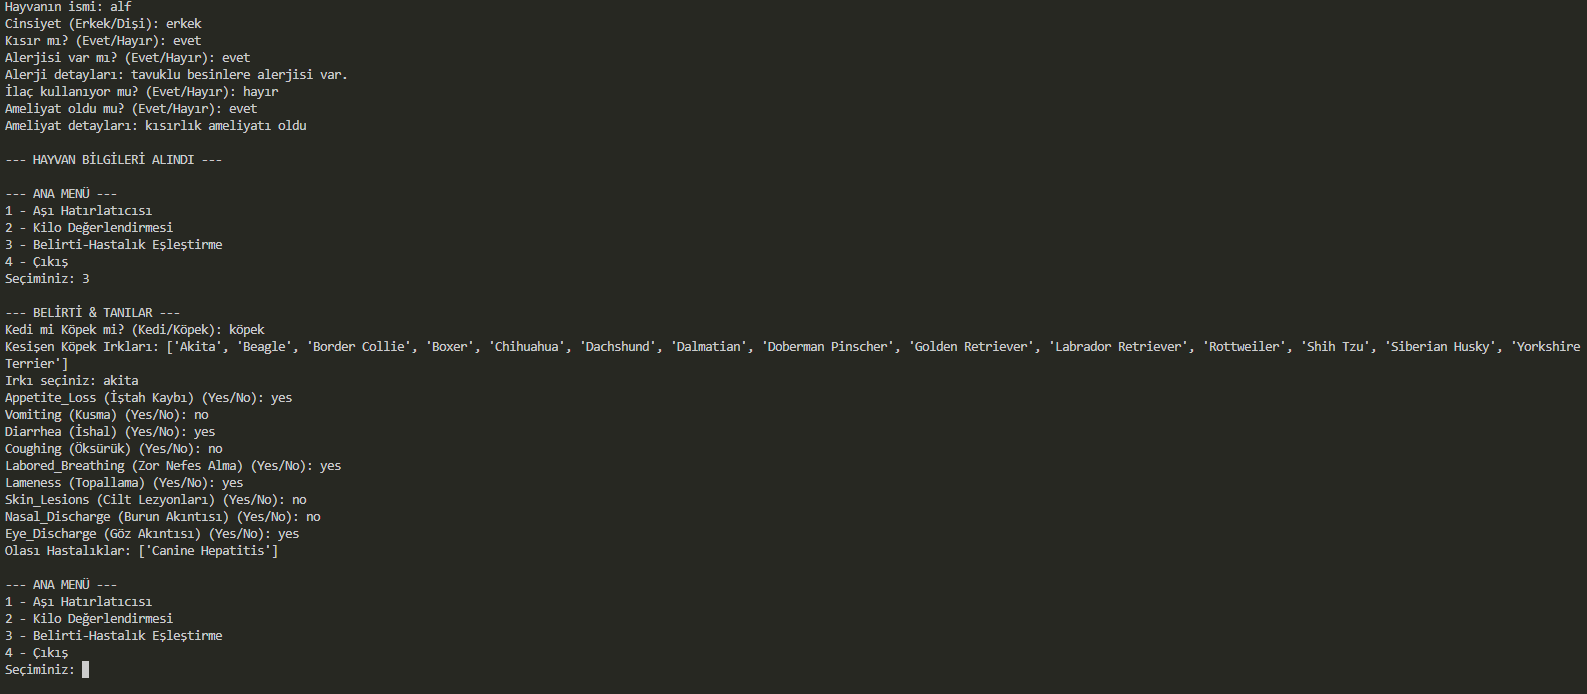 Hayvanın ismi: alf
Cinsiyet (Erkek/Dişi): erkek
Kısır mı? (Evet/Hayır): evet
Alerjisi var mı? (Evet/Hayır): evet
Alerji detayları: tavuklu besinlere alerjisi var.
İlaç kullanıyor mu? (Evet/Hayır): hayır
Ameliyat oldu mu? (Evet/Hayır): evet
Ameliyat detayları: kısırlık ameliyatı oldu
--- HAYVAN BİLGİLERİ ALINDI ---
--- ANA MENÜ ---
1 - Aşı Hatırlatıcısı
2 - Kilo Değerlendirmesi
3 - Belirti-Hastalık Eşleştirme
4 - Çıkış
Seçiminiz: 3
--- BELİRTİ & TANILAR ---
Kedi mi Köpek mi? (Kedi/Köpek): köpek
Kesişen Köpek Irkları: ['Akita', 'Beagle', 'Border Collie', 'Boxer', 'Chihuahua', 'Dachshund', 'Dalmatian', 'Doberman Pinscher', 'Golden Retriever', 'Labrador Retriever', 'Rottweiler', 'Shih Tzu', 'Siberian Husky', 'Yorkshire
Terrier']
Irkı seçiniz: akita
Appetite_Loss (İştah Kaybı) (Yes/No): yes
Vomiting (Kusma) (Yes/No): no
Diarrhea (İshal) (Yes/No): yes
Coughing (Öksürük) (Yes/No): no
Labored_Breathing (Zor Nefes Alma) (Yes/No): yes
Lameness (Topallama) (Yes/No): yes
Skin_Lesions (Cilt Lezyonları) (Yes/No): no
Nasal_Discharge (Burun Akıntısı) (Yes/No): no
Eye_Discharge (Göz Akıntısı) (Yes/No): yes
Olası Hastalıklar: ['Canine Hepatitis']
--- ANA MENÜ ---
1 - Aşı Hatırlatıcısı
2 - Kilo Değerlendirmesi
3 - Belirti-Hastalık Eşleştirme
4 - Çıkış
Seçiminiz: